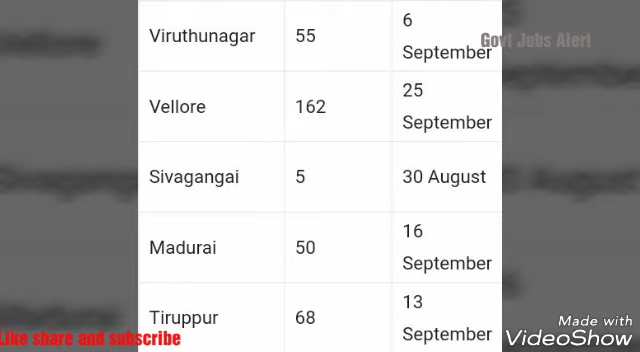 Govt Jobs Alert
Viruthunagar 55 6 September
Vellore 162 25 September
Sivagangai 5 30 August
Madurai 50 16 September
Tiruppur 68 13 September
Like share and subscribe
Made with
VideoShow